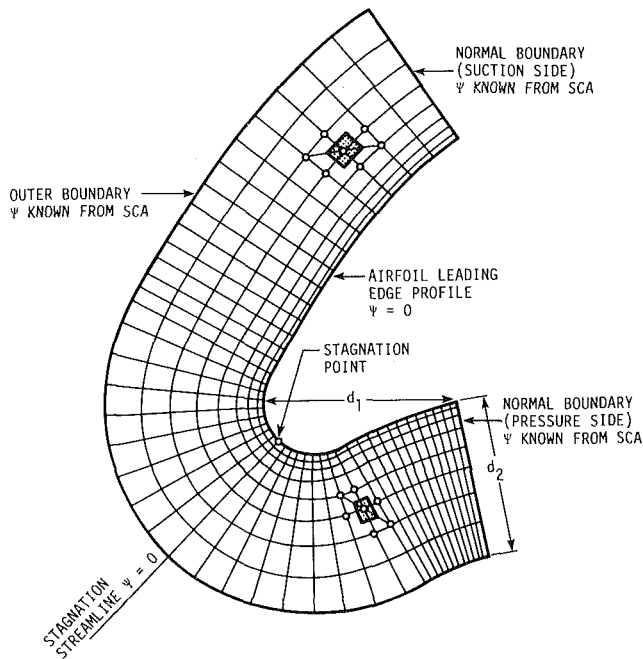 NORMAL BOUNDARY
(SUCTION SIDE)
Ψ KNOWN FROM SCA
OUTER BOUNDARY
Ψ KNOWN FROM SCA
AIRFOIL LEADING
EDGE PROFILE
Ψ = 0
STAGNATION
POINT
d1
NORMAL BOUNDARY
(PRESSURE SIDE)
Ψ KNOWN FROM SCA
d2
STAGNATION
STREAMLINE Ψ = 0